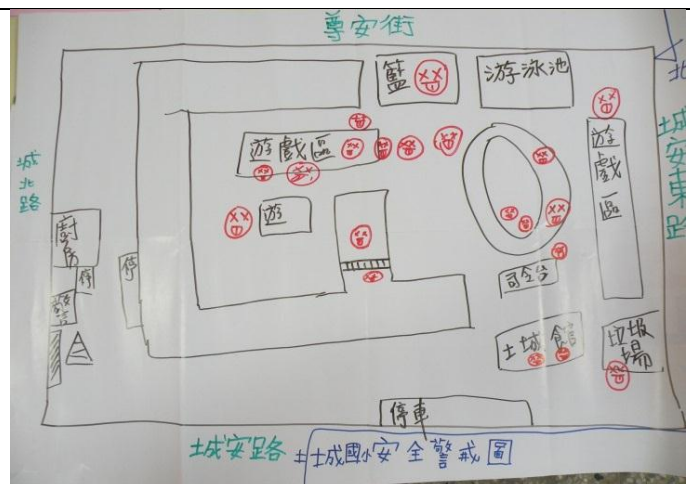 尊安街
北
籃
游泳池
城安東路
遊戲區
遊戲區
城北路
遊
廚房
停
停
司令台
警
土城館
垃圾場
停車
城安路
土城國小安全警戒圖